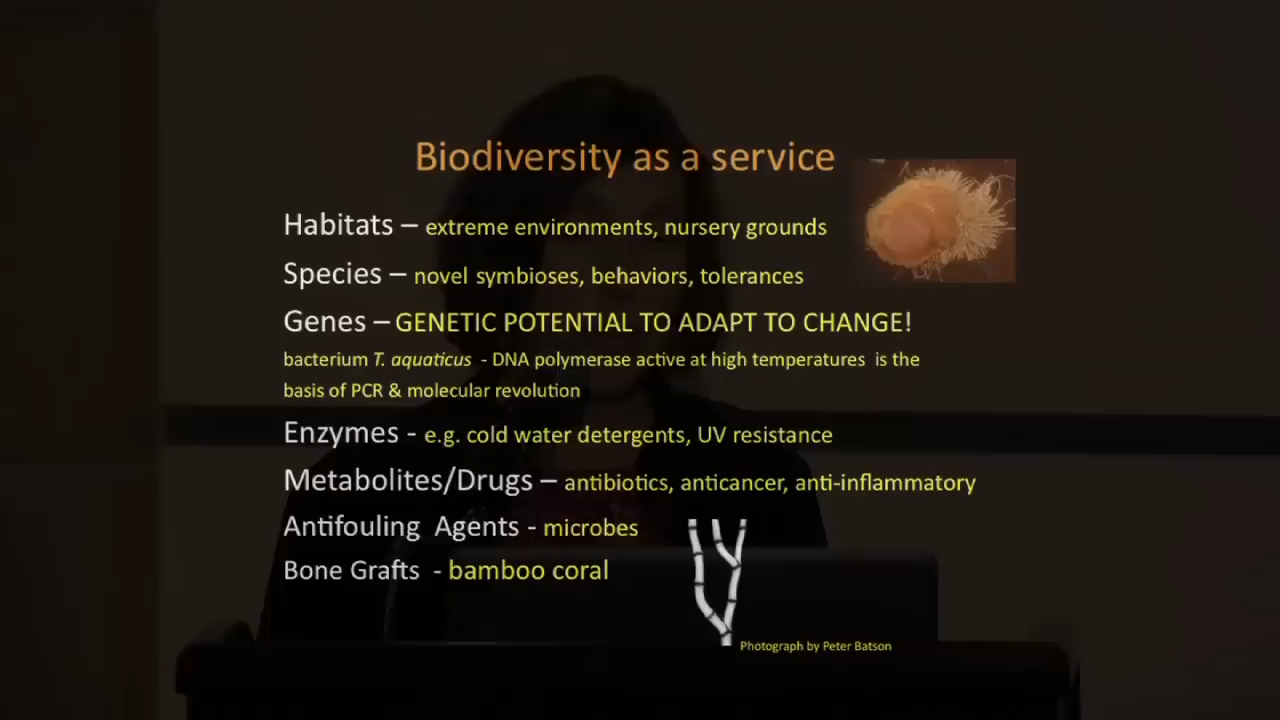 Biodiversity as a service
Habitats – extreme environments, nursery grounds
Species – novel symbioses, behaviors, tolerances
Genes – GENETIC POTENTIAL TO ADAPT TO CHANGE!
bacterium T. aquaticus - DNA polymerase active at high temperatures is the
basis of PCR & molecular revolution
Enzymes - e.g. cold water detergents, UV resistance
Metabolites/Drugs – antibiotics, anticancer, anti-inflammatory
Antifouling Agents - microbes
Bone Grafts - bamboo coral
Photograph by Peter Batson